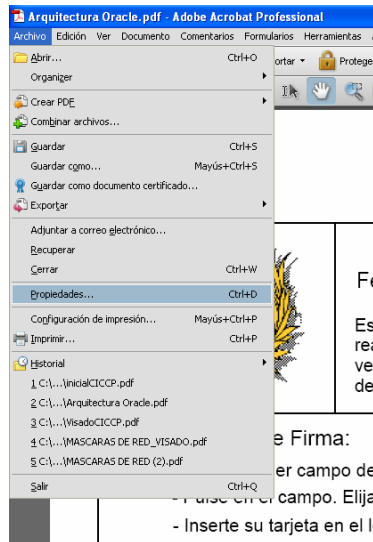 Arquitectura Oracle.pdf - Adobe Acrobat Professional
Archivo Edición Ver Documento Comentarios Formularios Herramientas
Abrir... Ctrl+O
Organizer
Crear PDF
Combinar archivos...
Guardar Ctrl+S
Guardar como... Mayús+Ctrl+S
Guardar como documento certificado...
Exportar
Adjuntar a correo electrónico...
Recuperar
Cerrar Ctrl+W
Propiedades... Ctrl+D
Configuración de impresión... Mayús+Ctrl+P
Imprimir... Ctrl+P
Historial
1 C:\...\inicialCICCP.pdf
2 C:\...\Arquitectura Oracle.pdf
3 C:\...\VisadoCICCP.pdf
4 C:\...\MASCARAS DE RED_VISADO.pdf
5 C:\...\MASCARAS DE RED (2).pdf
Salir Ctrl+Q
ortar
Protege
Fe
Es
rea
ve
de
e Firma:
er campo de
- Pulse en el campo. Elija
- Inserte su tarjeta en el l